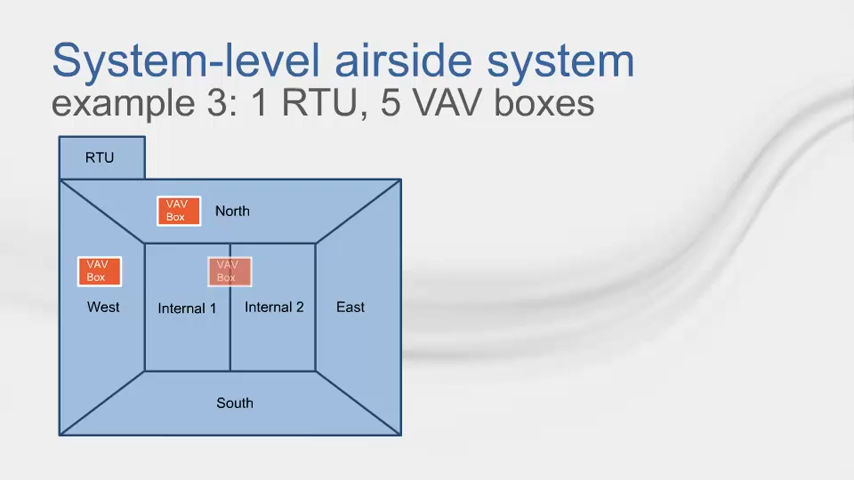 System-level airside system
example 3: 1 RTU, 5 VAV boxes
RTU
VAV
Box
North
VAV
Box
VAV
Box
West
Internal 1
Internal 2
East
South